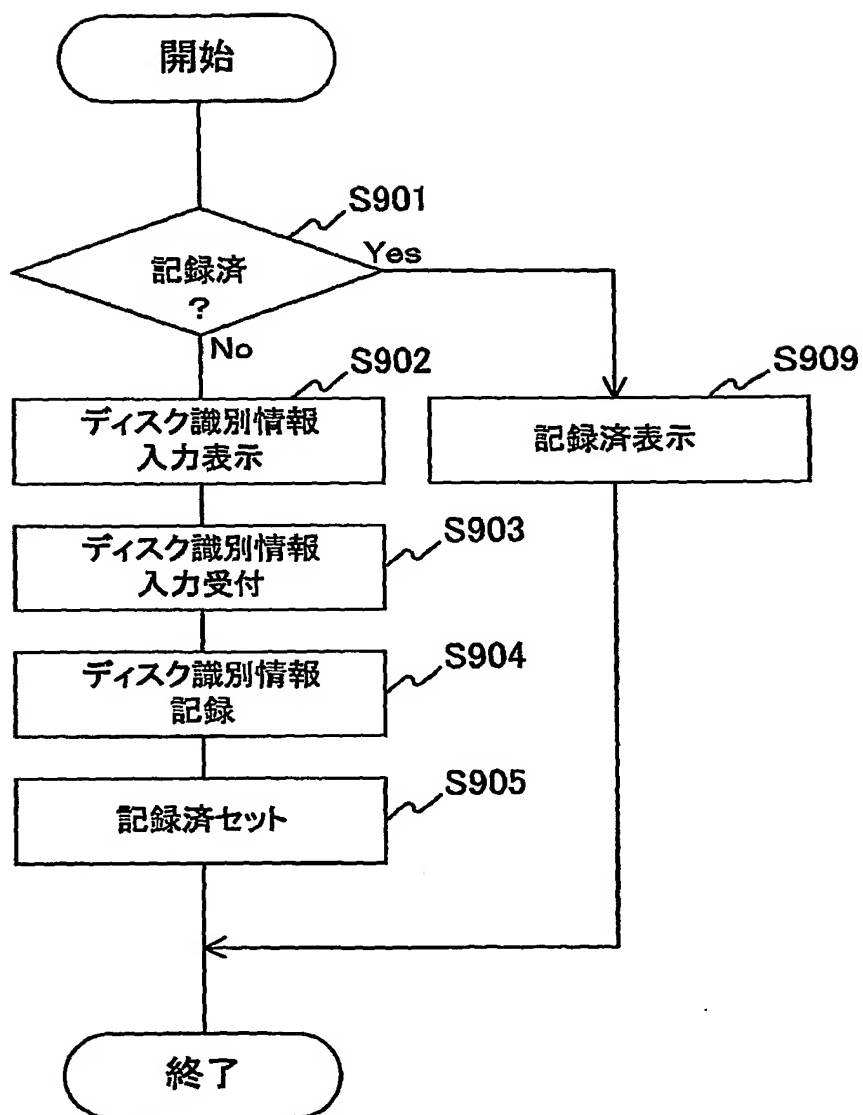 開始
S901
記録済
?
Yes
No
S902
ディスク識別情報
入力表示
S909
記録済表示
S903
ディスク識別情報
入力受付
S904
ディスク識別情報
記録
S905
記録済セット
終了